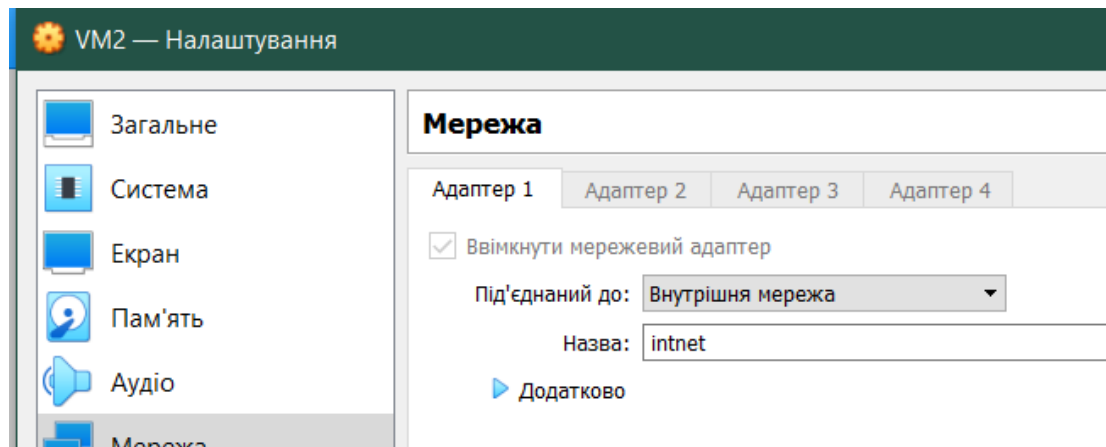 VM2 — Налаштування
Загальне
Система
Екран
Пам'ять
Аудіо
Мережа
Мережа
Адаптер 1 Адаптер 2 Адаптер 3 Адаптер 4
Ввімкнути мережевий адаптер
Під'єднаний до: Внутрішня мережа
Назва: intnet
Додатково